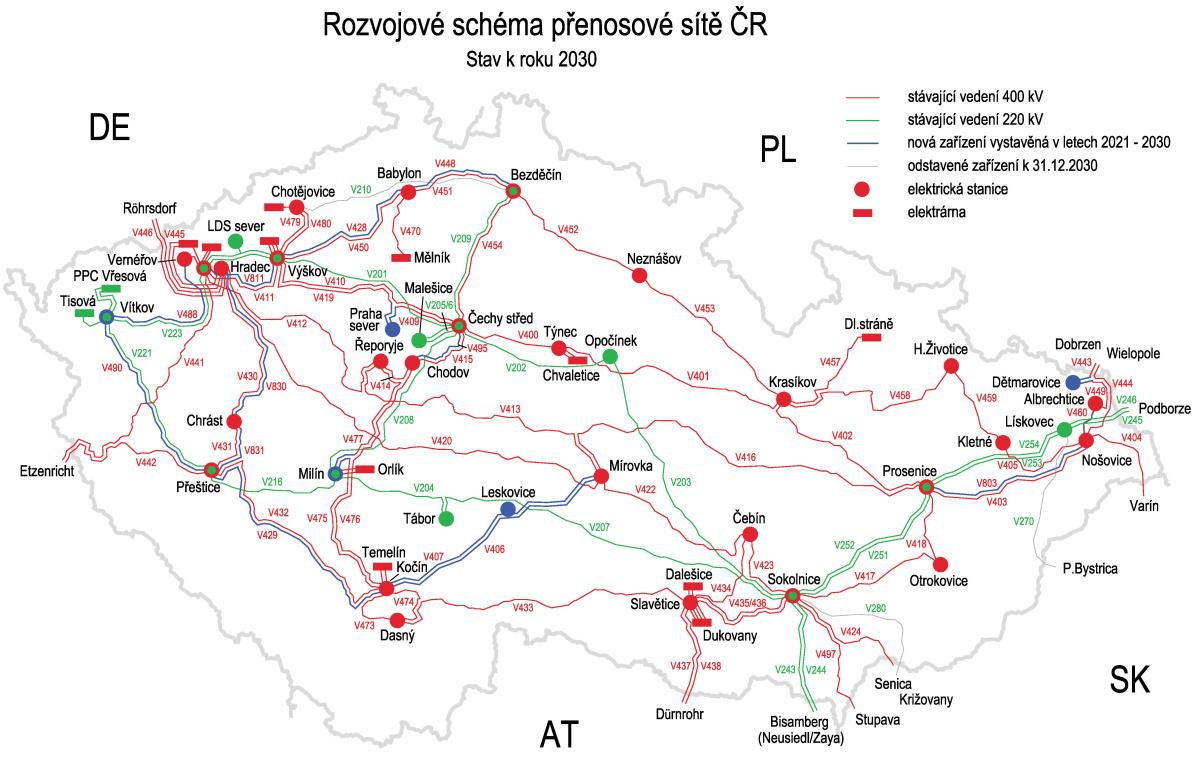 Rozvojové schéma přenosové sítě ČR
Stav k roku 2030
DE
PL
SK
AT
stávající vedení 400 kV
stávající vedení 220 kV
nová zařízení vystavěná v letech 2021 - 2030
odstavené zařízení k 31.12.2030
elektrická stanice
elektrárna
Babylon
V448
V451
Bezděčín
Chotějovice
V210
V479
V480
Röhrsdorf
V446
V445
LDS sever
V428
V450
V470
V209
V454
V452
Vernéřov
Hradec
V811
Výškov
Mělník
Neznášov
PPC Vřesová
Tisová
Vítkov
V411
V410
V419
V201
Malešice
V205/6
V453
V488
V223
V412
Praha
sever
V409
Čechy střed
V400
Týnec
Opočínek
Dl.stráně
V457
H.Životice
Dobrzen
V443
Wielopole
V221
V490
V441
Řeporyje
V414
Chodov
V415
V495
V202
Chvaletice
V401
Krasíkov
V458
V459
Dětmarovice
Albrechtice
V449
V444
V246
V245
Podborze
V430
V830
V460
Lískovec
V208
V413
V402
Chrást
V431
V831
V477
V420
V416
Kletné
V254
V253
V405
V404
Nošovice
Etzenricht
V442
Přeštice
V216
Milín
Orlík
Mírovka
V422
V203
Prosenice
V803
V403
Varín
V204
Tábor
Leskovice
V207
V270
V432
V429
V475
V476
Čebín
V423
V252
V251
V418
Temelín
Kočín
V407
V406
P.Bystrica
Otrokovice
Dalešice
V434
Sokolnice
V417
V474
V433
Slavětice
V435/436
V280
V473
Dasný
Dukovany
V424
V497
V437
V438
V243
V244
Senica
Križovany
Dürnrohr
Bisamberg
(Neusiedl/Zaya)
Stupava